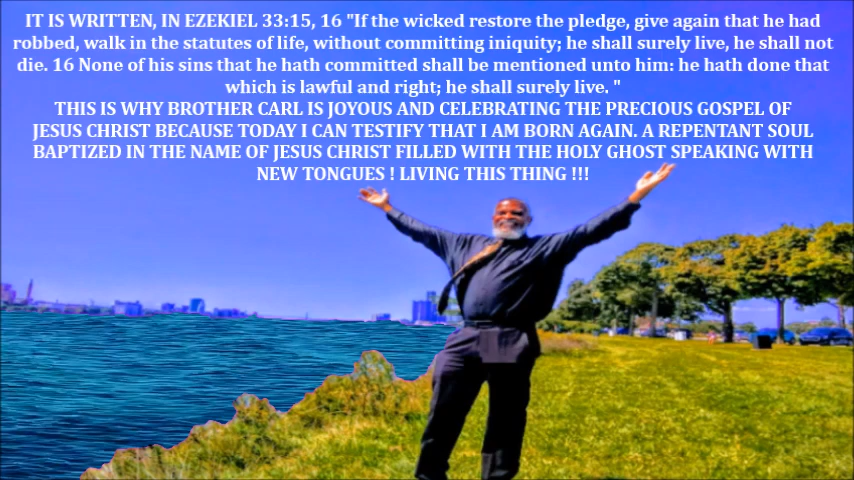 IT IS WRITTEN, IN EZEKIEL 33:15, 16 "If the wicked restore the pledge, give again that he had
robbed, walk in the statutes of life, without committing iniquity; he shall surely live, he shall not
die. 16 None of his sins that he hath committed shall be mentioned unto him: he hath done that
which is lawful and right; he shall surely live. "
THIS IS WHY BROTHER CARL IS JOYOUS AND CELEBRATING THE PRECIOUS GOSPEL OF
JESUS CHRIST BECAUSE TODAY I CAN TESTIFY THAT I AM BORN AGAIN. A REPENTANT SOUL
BAPTIZED IN THE NAME OF JESUS CHRIST FILLED WITH THE HOLY GHOST SPEAKING WITH
NEW TONGUES ! LIVING THIS THING !!!